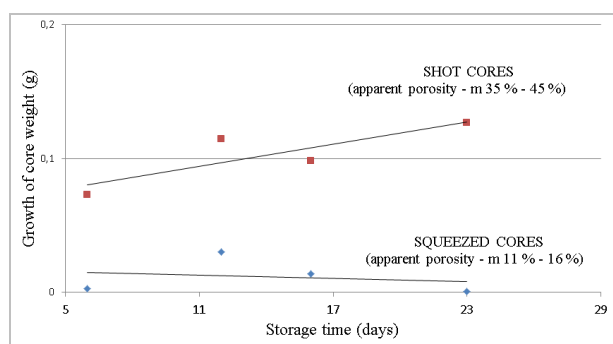 0,2
SHOT CORES
(apparent porosity - m 35 % - 45 %)
Growth of core weight (g)
0,1
SQUEEZED CORES
(apparent porosity - m 11 % - 16 %)
0
5 11 17 23 29
Storage time (days)